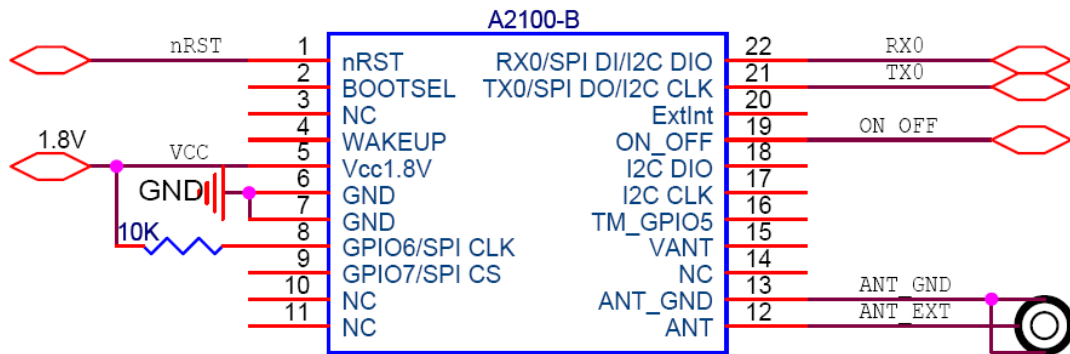 A2100-B
nRST 1 nRST RX0/SPI DI/I2C DIO 22 RX0
2 BOOTSEL TX0/SPI DO/I2C CLK 21 TX0
3 NC ExtInt 20
4 WAKEUP ON_OFF 19 ON OFF
1.8V VCC 5 Vcc1.8V I2C DIO 18
GND 6 GND I2C CLK 17
7 GND TM_GPIO5 16
10K 8 GPIO6/SPI CLK VANT 15
9 GPIO7/SPI CS NC 14
10 NC ANT_GND 13 ANT_GND
11 NC ANT 12 ANT_EXT